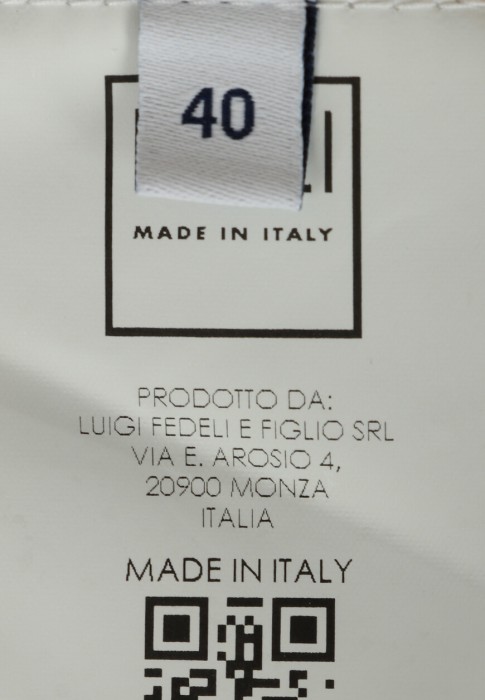 40
MADE IN ITALY
PRODOTTO DA:
LUIGI FEDELI E FIGLIO SRL
VIA E. AROSIO 4,
20900 MONZA
ITALIA
MADE IN ITALY